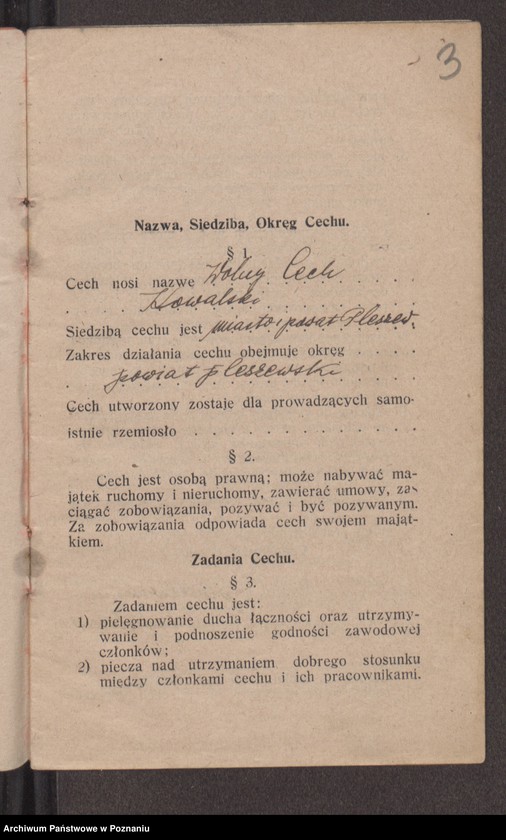 3
Nazwa, Siedziba, Okręg Cechu.
§ 1
Cech nosi nazwę Wolny Cech . . . . .
. . . . Kowalski . . . . . . . . .
Siedzibą cechu jest miasto i powiat Pleszew.
Zakres działania cechu obejmuje okręg . . . .
. powiat pleszewski . . . . .
Cech utworzony zostaje dla prowadzących samo-
istnie rzemiosło . . . . . . . . . . . . .
§ 2.
Cech jest osobą prawną; może nabywać ma-
jątek ruchomy i nieruchomy, zawierać umowy, za-
ciągać zobowiązania, pozywać i być pozywanym.
Za zobowiązania odpowiada cech swojem mająt-
kiem.
Zadania Cechu.
§ 3.
Zadaniem cechu jest:
1) pielęgnowanie ducha łączności oraz utrzymy-
wanie i podnoszenie godności zawodowej
członków;
2) piecza nad utrzymaniem dobrego stosunku
między członkami cechu i ich pracownikami.
Archiwum Państwowe w Poznaniu